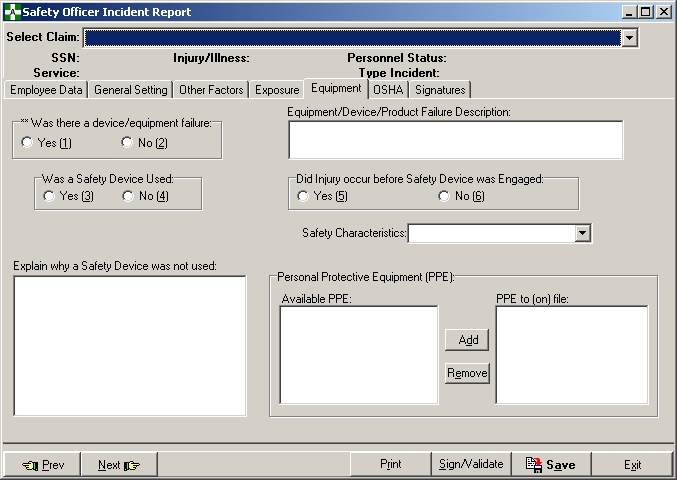 Safety Officer Incident Report
Select Claim:
SSN: Injury/Illness: Personnel Status:
Service: Type Incident:
Employee Data General Setting Other Factors Exposure Equipment OSHA Signatures
** Was there a device/equipment failure:
Yes (1) No (2)
Equipment/Device/Product Failure Description:
Was a Safety Device Used:
Yes (3) No (4)
Did Injury occur before Safety Device was Engaged:
Yes (5) No (6)
Safety Characteristics:
Explain why a Safety Device was not used:
Personal Protective Equipment (PPE):
Available PPE: PPE to (on) file:
Add
Remove
Prev Next Print Sign/Validate Save Exit